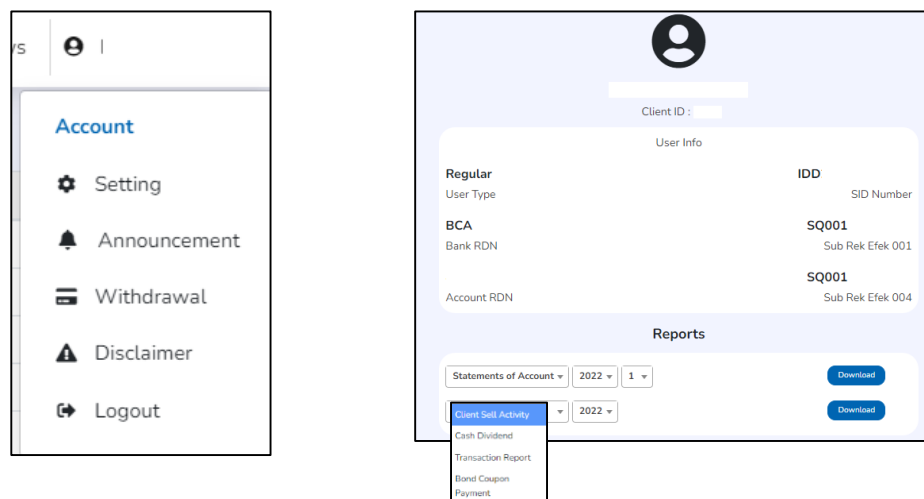 Account
Setting
Announcement
Withdrawal
Disclaimer
Logout
Client ID :
User Info
Regular IDD
User Type SID Number
BCA SQ001
Bank RDN Sub Rek Efek 001
SQ001
Account RDN Sub Rek Efek 004
Reports
Statements of Account 2022 1 Download
Client Sell Activity 2022 Download
Cash Dividend
Transaction Report
Bond Coupon
Payment